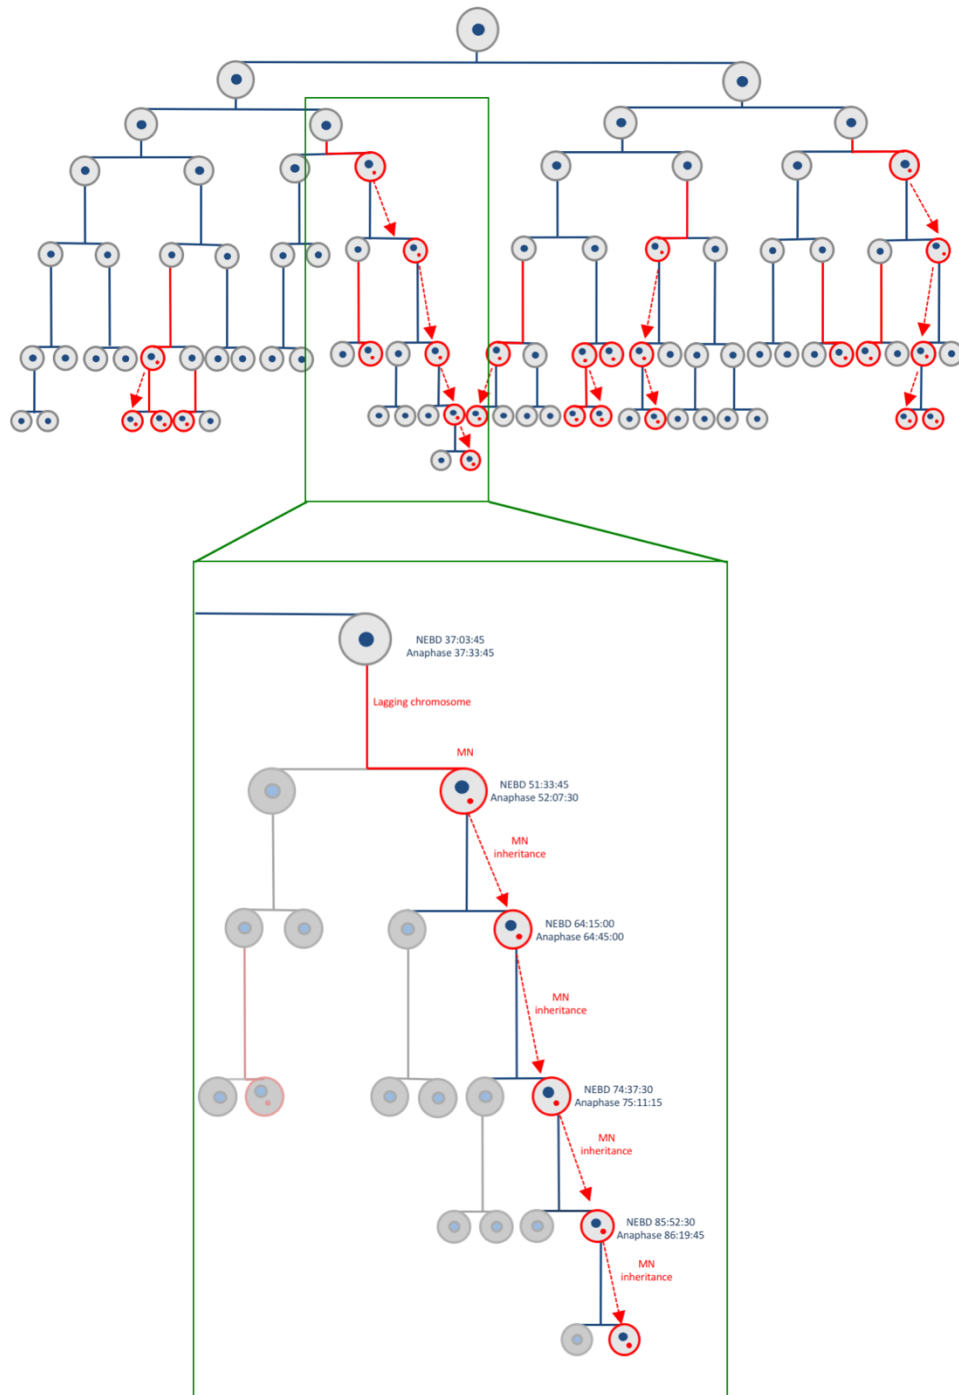 NEBD 37:03:45
Anaphase 37:33:45
Lagging chromosome
MN
NEBD 51:33:45
Anaphase 52:07:30
MN
inheritance
NEBD 64:15:00
Anaphase 64:45:00
MN
inheritance
NEBD 74:37:30
Anaphase 75:11:15
MN
inheritance
NEBD 85:52:30
Anaphase 86:19:45
MN
inheritance